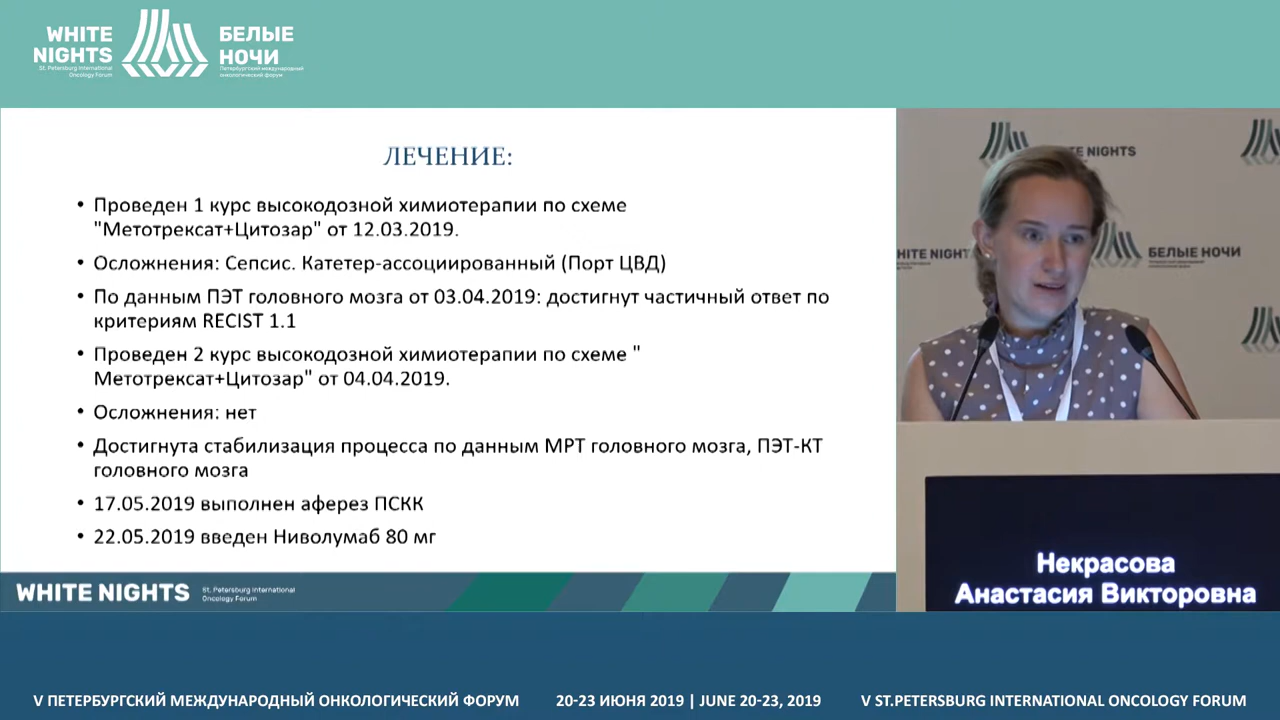 WHITE
NIGHTS
St. Petersburg International
Oncology Forum
БЕЛЫЕ
НОЧИ
Петербургский международный
онкологический форум
ЛЕЧЕНИЕ:
• Проведен 1 курс высокодозной химиотерапии по схеме
"Метотрексат+Цитозар" от 12.03.2019.
• Осложнения: Сепсис. Катетер-ассоциированный (Порт ЦВД)
• По данным ПЭТ головного мозга от 03.04.2019: достигнут частичный ответ по
критериям RECIST 1.1
• Проведен 2 курс высокодозной химиотерапии по схеме "
Метотрексат+Цитозар" от 04.04.2019.
• Осложнения: нет
• Достигнута стабилизация процесса по данным МРТ головного мозга, ПЭТ-КТ
головного мозга
• 17.05.2019 выполнен аферез ПСКК
• 22.05.2019 введен Ниволумаб 80 мг
WHITE NIGHTS
St. Petersburg International
Oncology Forum
TE NIGHTS
WHITE NIGHT
БЕЛЫЕ НОЧИ
Некрасова
Анастасия Викторовна
V ПЕТЕРБУРГСКИЙ МЕЖДУНАРОДНЫЙ ОНКОЛОГИЧЕСКИЙ ФОРУМ
20-23 ИЮНЯ 2019 | JUNE 20-23, 2019
V ST.PETERSBURG INTERNATIONAL ONCOLOGY FORUM